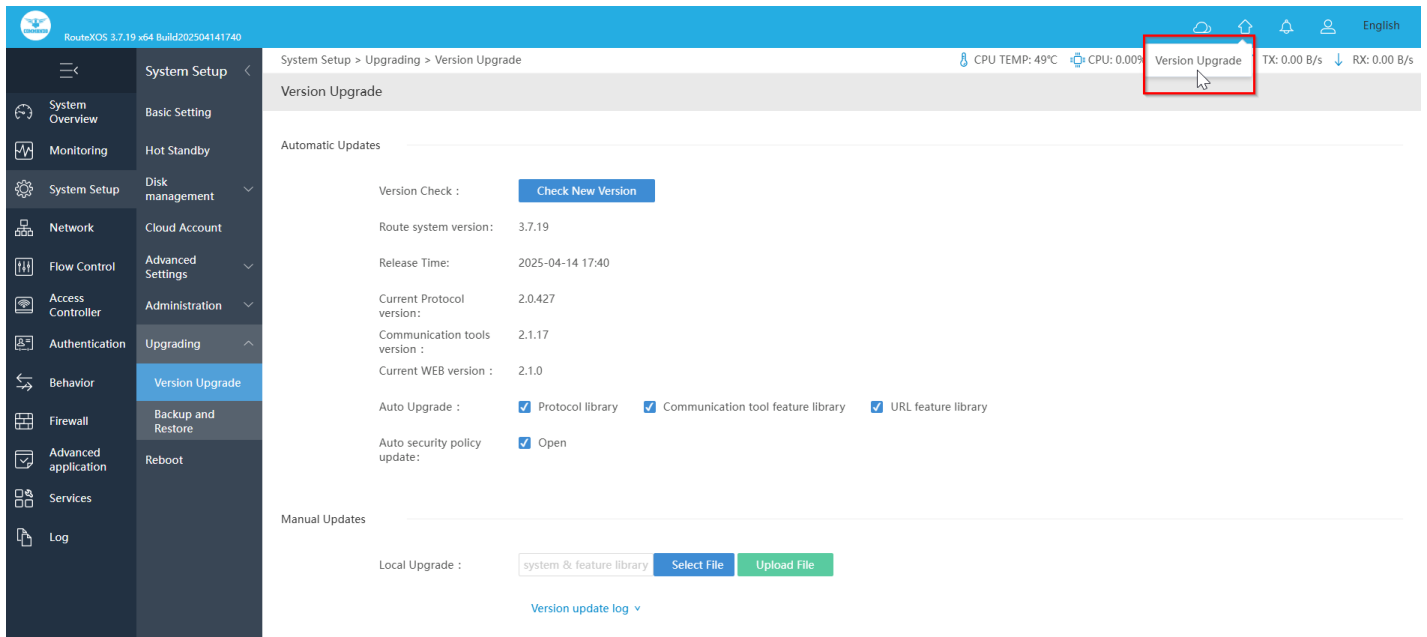 RouteXOS 3.7.19 x64 Build202504141740
English
System Setup > Upgrading > Version Upgrade
CPU TEMP: 49℃
CPU: 0.00%
Version Upgrade
TX: 0.00 B/s
RX: 0.00 B/s
System
Overview
Monitoring
System Setup
Network
Flow Control
Access
Controller
Authentication
Behavior
Firewall
Advanced
application
Services
Log
System Setup
Basic Setting
Hot Standby
Disk
management
Cloud Account
Advanced
Settings
Administration
Upgrading
Version Upgrade
Backup and
Restore
Reboot
Version Upgrade
Automatic Updates
Version Check :
Check New Version
Route system version:
3.7.19
Release Time:
2025-04-14 17:40
Current Protocol
version:
2.0.427
Communication tools
version :
2.1.17
Current WEB version :
2.1.0
Auto Upgrade :
Protocol library
Communication tool feature library
URL feature library
Auto security policy
update:
Open
Manual Updates
Local Upgrade :
system & feature library
Select File
Upload File
Version update log ∨